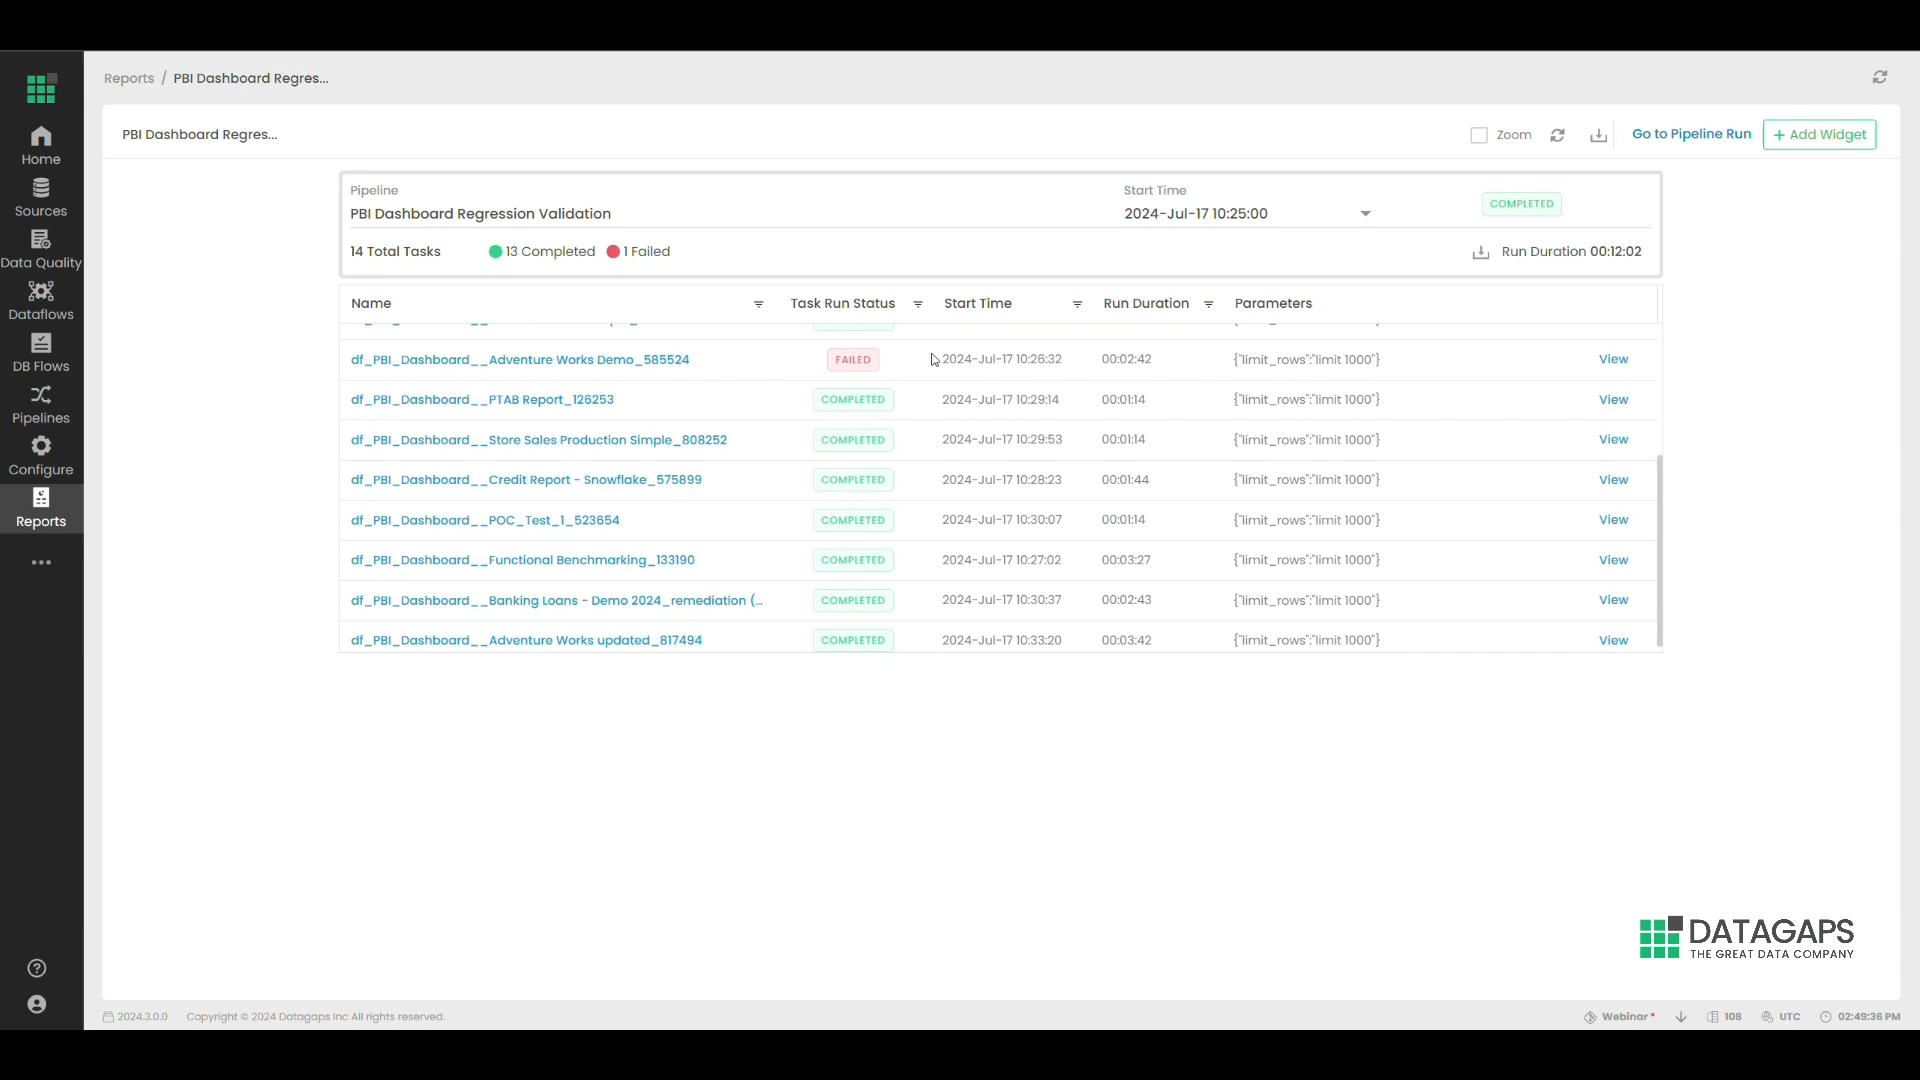 Reports / PBI Dashboard Regres...
PBI Dashboard Regres...
Zoom
Go to Pipeline Run
+ Add Widget
Home
Sources
Data Quality
Dataflows
DB Flows
Pipelines
Configure
Reports
Pipeline
PBI Dashboard Regression Validation
Start Time
2024-Jul-17 10:25:00
COMPLETED
14 Total Tasks
13 Completed
1 Failed
Run Duration 00:12:02
Name Task Run Status Start Time Run Duration Parameters
df_PBI_Dashboard__Adventure Works Demo_585524 FAILED 2024-Jul-17 10:26:32 00:02:42 {"limit_rows":"limit 1000"} View
df_PBI_Dashboard__PTAB Report_126253 COMPLETED 2024-Jul-17 10:29:14 00:01:14 {"limit_rows":"limit 1000"} View
df_PBI_Dashboard__Store Sales Production Simple_808252 COMPLETED 2024-Jul-17 10:29:53 00:01:14 {"limit_rows":"limit 1000"} View
df_PBI_Dashboard__Credit Report - Snowflake_575899 COMPLETED 2024-Jul-17 10:28:23 00:01:44 {"limit_rows":"limit 1000"} View
df_PBI_Dashboard__POC_Test_1_523654 COMPLETED 2024-Jul-17 10:30:07 00:01:14 {"limit_rows":"limit 1000"} View
df_PBI_Dashboard__Functional Benchmarking_133190 COMPLETED 2024-Jul-17 10:27:02 00:03:27 {"limit_rows":"limit 1000"} View
df_PBI_Dashboard__Banking Loans - Demo 2024_remediation (... COMPLETED 2024-Jul-17 10:30:37 00:02:43 {"limit_rows":"limit 1000"} View
df_PBI_Dashboard__Adventure Works updated_817494 COMPLETED 2024-Jul-17 10:33:20 00:03:42 {"limit_rows":"limit 1000"} View
DATAGAPS
THE GREAT DATA COMPANY
2024.3.0.0 Copyright © 2024 Datagaps Inc All rights reserved.
Webinar* 108 UTC 02:49:36 PM